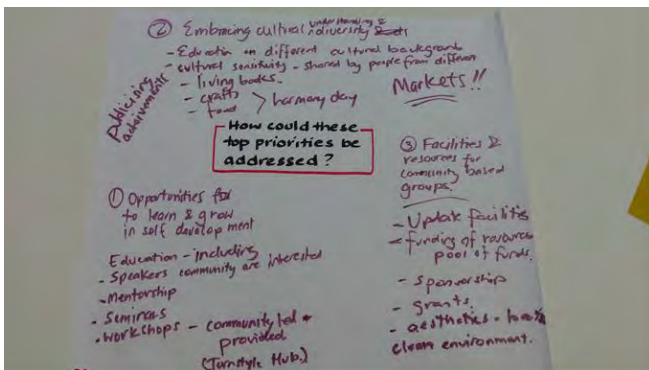 ② Embracing cultural understanding & diversity
- Education on different cultural background
- cultural sensitivity - shared by people from different
- living books.
- craft
- food > harmony day
Publicising
achievements
Markets!!
How could these
top priorities be
addressed?
① Opportunities for
to learn & grow
in self development
Education - including
- Speakers community are interested
- Mentorship
- Seminars
- workshops - community led &
provided
(Turnstyle Hub.)
③ Facilities &
resources for
community based
groups.
- Update facilities
- funding of resources
pool of funds.
- Sponsorship
- grants.
- aesthetics -
clean environment.